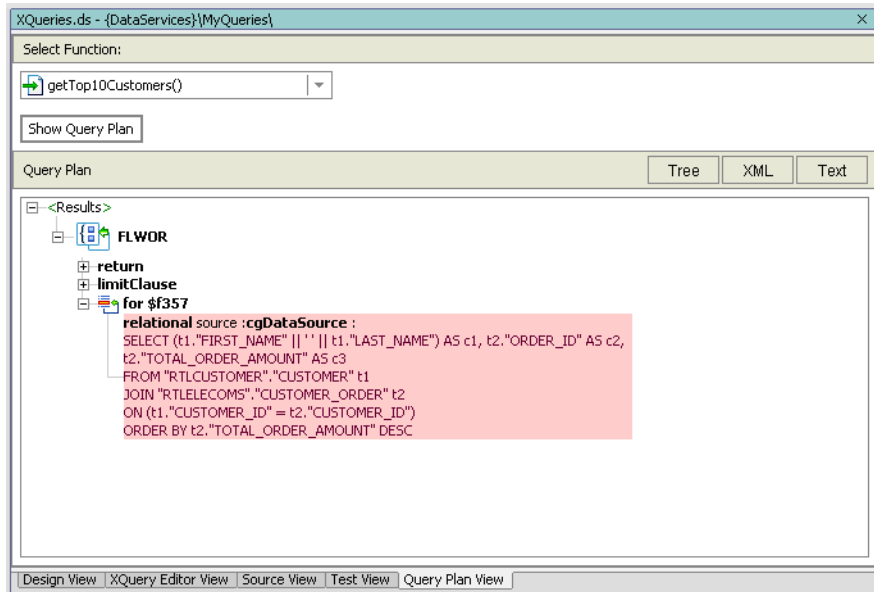 XQueries.ds - {DataServices}\MyQueries\
Select Function:
getTop10Customers()
Show Query Plan
Query Plan
Tree
XML
Text
<Results>
FLWOR
return
limitClause
for $f357
relational source :cgDataSource :
SELECT (t1."FIRST_NAME" || ' ' || t1."LAST_NAME") AS c1, t2."ORDER_ID" AS c2,
t2."TOTAL_ORDER_AMOUNT" AS c3
FROM "RTLCUSTOMER"."CUSTOMER" t1
JOIN "RTLELECOMS"."CUSTOMER_ORDER" t2
ON (t1."CUSTOMER_ID" = t2."CUSTOMER_ID")
ORDER BY t2."TOTAL_ORDER_AMOUNT" DESC
Design View XQuery Editor View Source View Test View Query Plan View